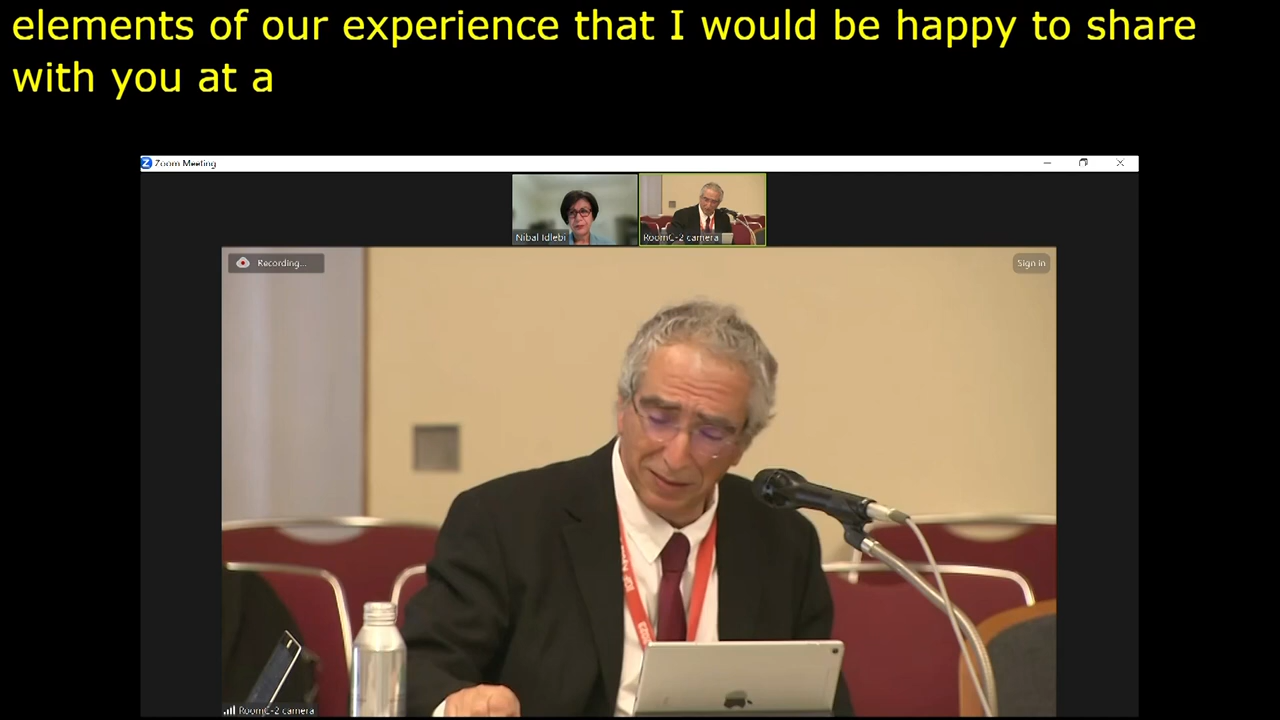 elements of our experience that I would be happy to share
with you at a
Zoom Meeting
Nibal Idlebi
RoomC-2 camera
Recording...
Sign in
RoomC-2 camera